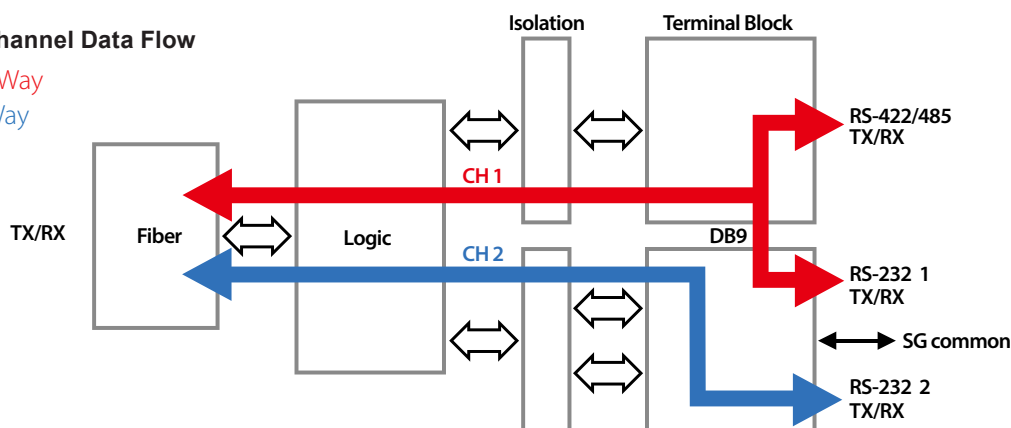 Isolation
Terminal Block
hannel Data Flow
Way
ay
RS-422/485
TX/RX
CH 1
TX/RX
Fiber
Logic
DB9
CH 2
RS-232 1
TX/RX
SG common
RS-232 2
TX/RX